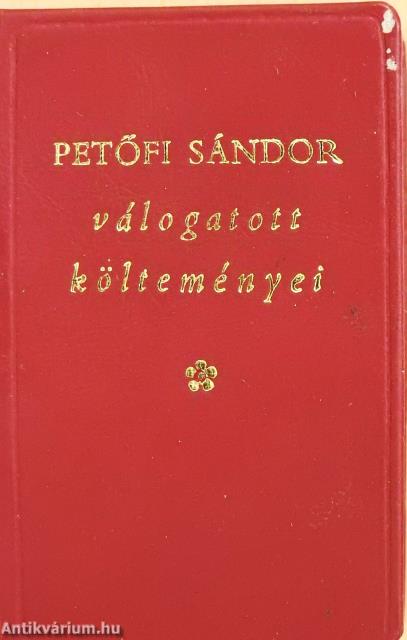 PETŐFI SÁNDOR
válogatott
költeményei
Antikvárium.hu